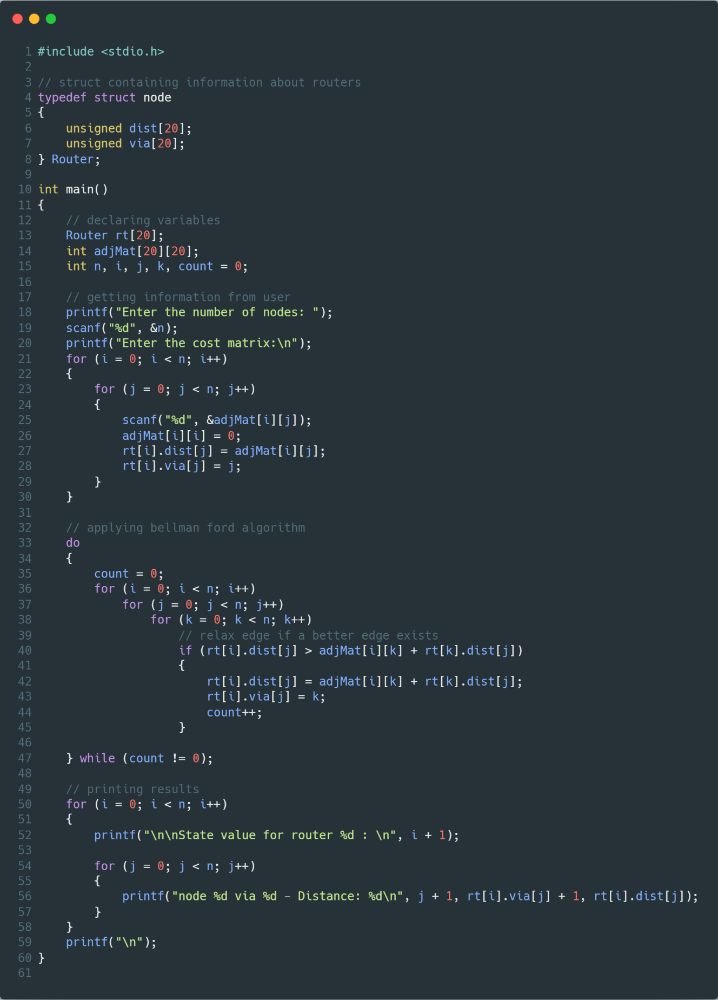 1 #include <stdio.h>
2
3 // struct containing information about routers
4 typedef struct node
5 {
6     unsigned dist[20];
7     unsigned via[20];
8 } Router;
9
10 int main()
11 {
12     // declaring variables
13     Router rt[20];
14     int adjMat[20][20];
15     int n, i, j, k, count = 0;
16
17     // getting information from user
18     printf("Enter the number of nodes: ");
19     scanf("%d", &n);
20     printf("Enter the cost matrix:\n");
21     for (i = 0; i < n; i++)
22     {
23         for (j = 0; j < n; j++)
24         {
25             scanf("%d", &adjMat[i][j]);
26             adjMat[i][i] = 0;
27             rt[i].dist[j] = adjMat[i][j];
28             rt[i].via[j] = j;
29         }
30     }
31
32     // applying bellman ford algorithm
33     do
34     {
35         count = 0;
36         for (i = 0; i < n; i++)
37             for (j = 0; j < n; j++)
38                 for (k = 0; k < n; k++)
39                     // relax edge if a better edge exists
40                     if (rt[i].dist[j] > adjMat[i][k] + rt[k].dist[j])
41                     {
42                         rt[i].dist[j] = adjMat[i][k] + rt[k].dist[j];
43                         rt[i].via[j] = k;
44                         count++;
45                     }
46
47     } while (count != 0);
48
49     // printing results
50     for (i = 0; i < n; i++)
51     {
52         printf("\n\nState value for router %d : \n", i + 1);
53
54         for (j = 0; j < n; j++)
55         {
56             printf("node %d via %d - Distance: %d\n", j + 1, rt[i].via[j] + 1, rt[i].dist[j]);
57         }
58     }
59     printf("\n");
60 }
61